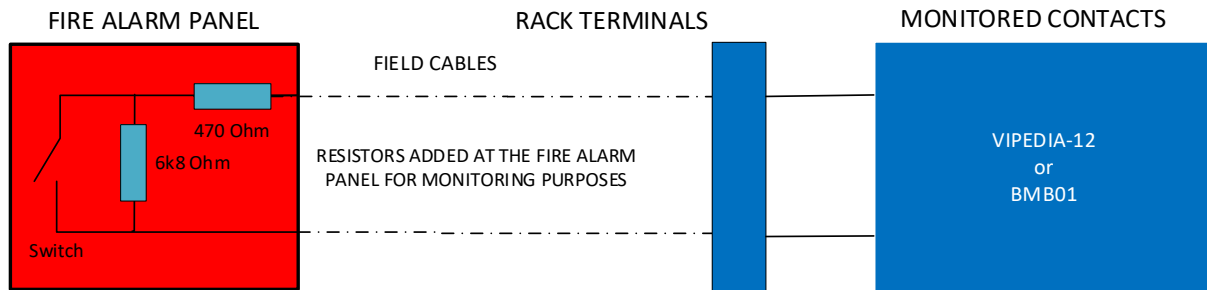 FIRE ALARM PANEL
RACK TERMINALS
MONITORED CONTACTS
FIELD CABLES
470 Ohm
6k8 Ohm
RESISTORS ADDED AT THE FIRE ALARM
PANEL FOR MONITORING PURPOSES
VIPEDIA-12
or
BMB01
Switch